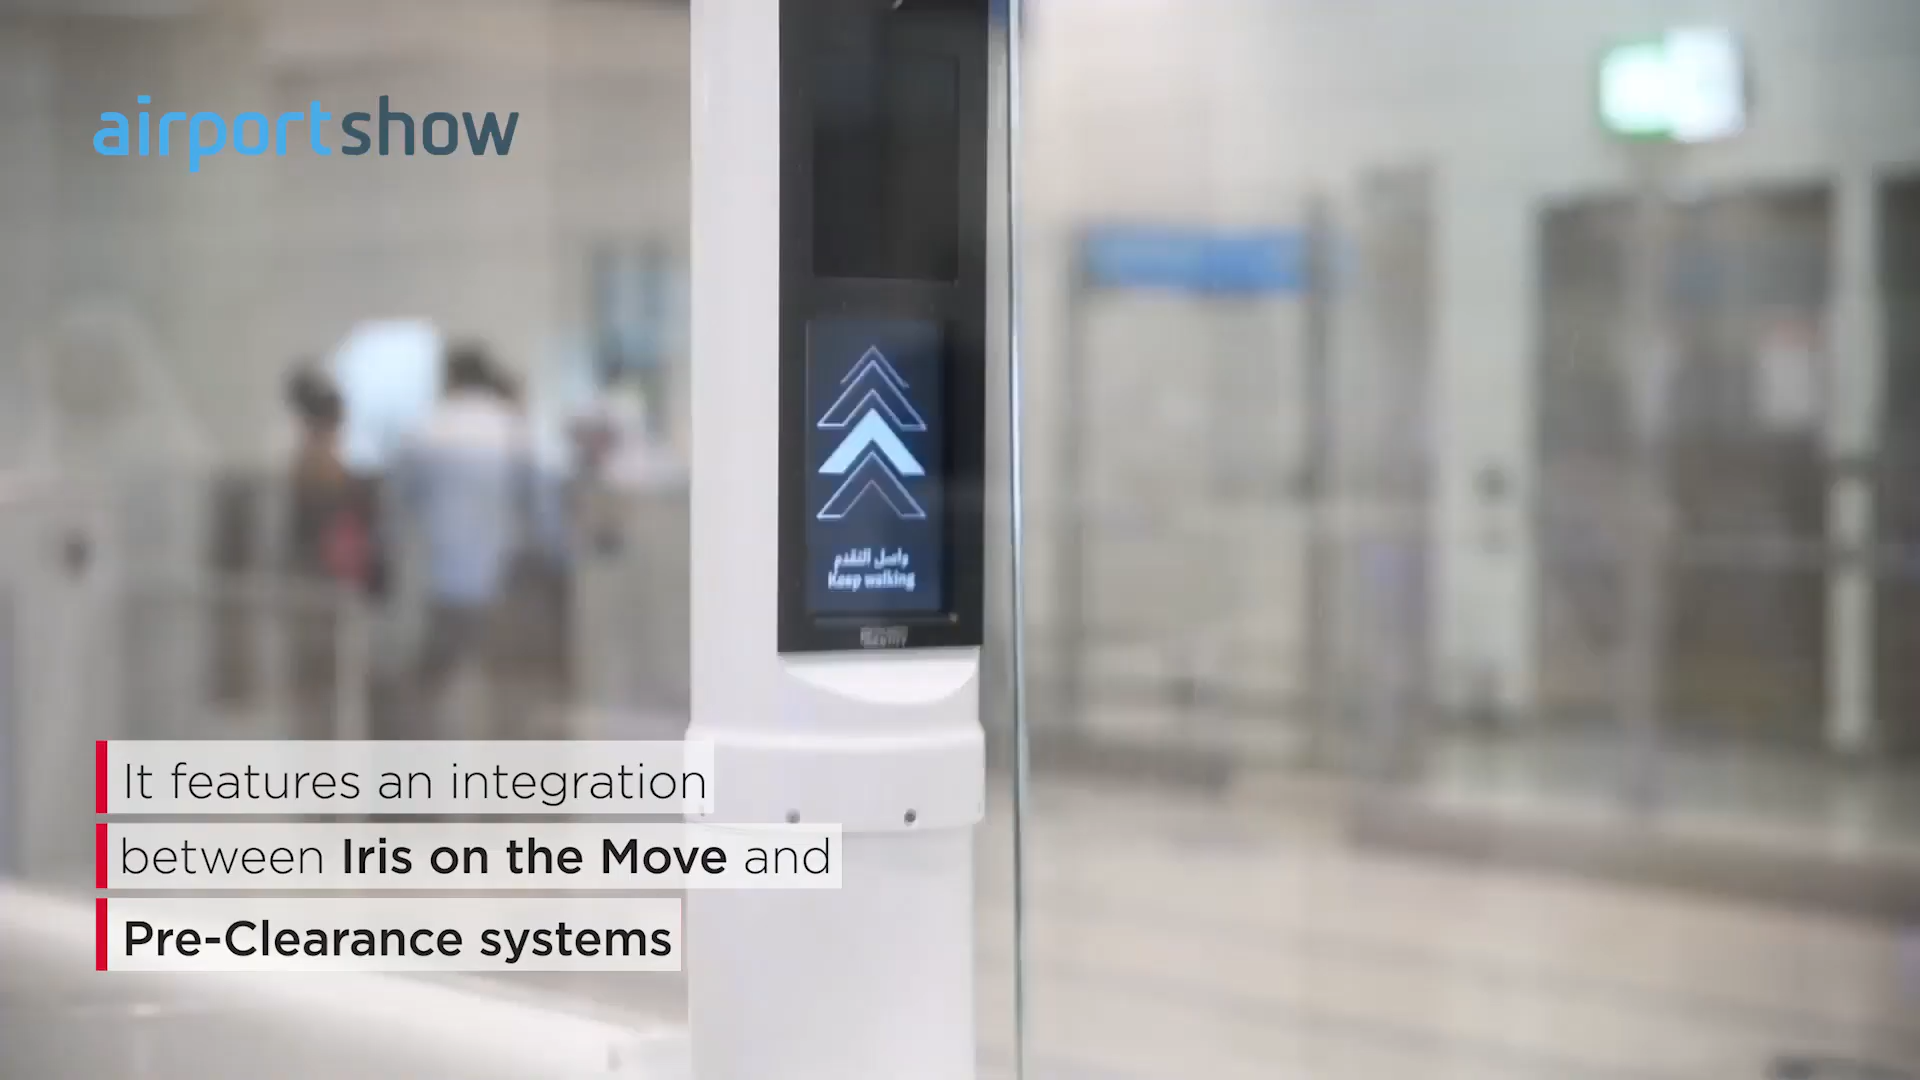 airportshow
واصل التقدم
Keep walking
It features an integration
between Iris on the Move and
Pre-Clearance systems